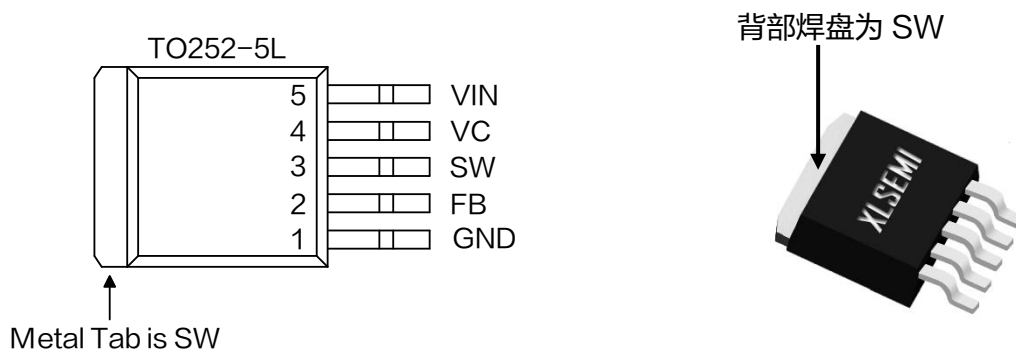 背部焊盘为 SW
TO252-5L
5 VIN
4 VC
3 SW
2 FB
1 GND
XLSEMI
Metal Tab is SW